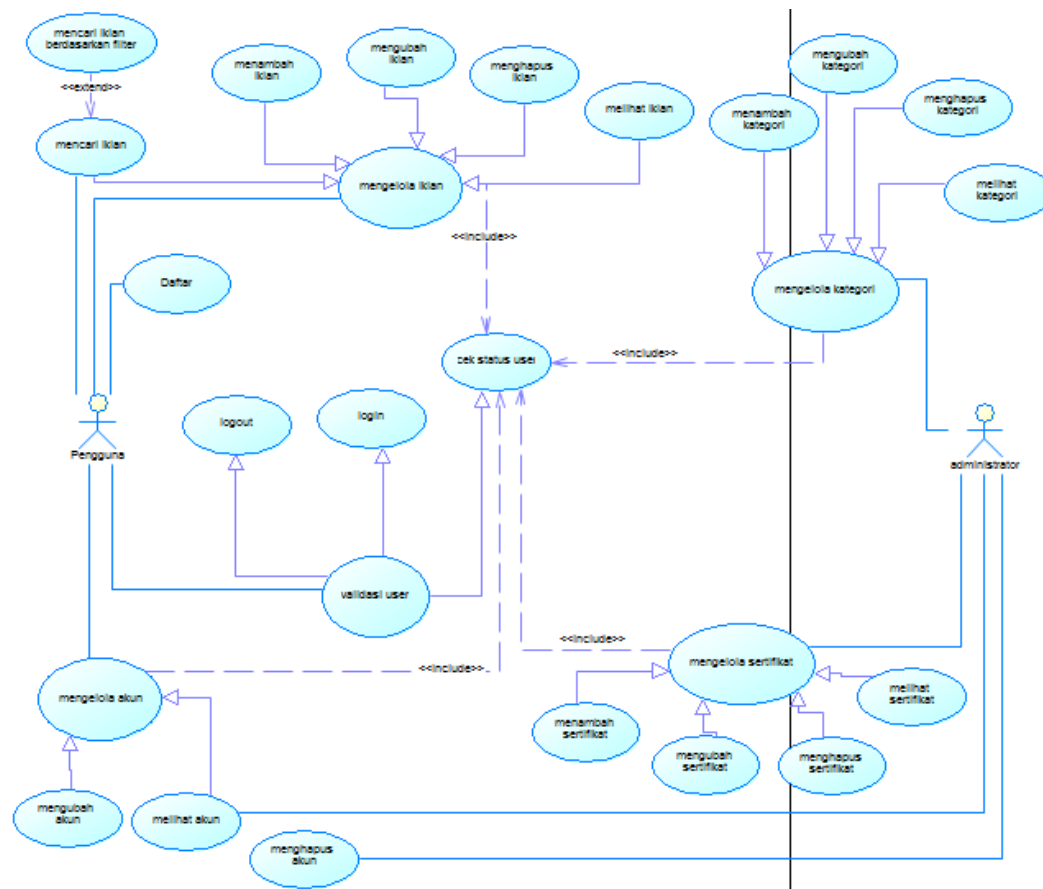 mencari iklan
berdasarkan filter
<<extend>>
mencari iklan
menambah
iklan
mengubah
iklan
menghapus
iklan
melihat iklan
mengelola iklan
<<include>>
mengubah
kategori
menambah
kategori
menghapus
kategori
melihat
kategori
mengelola kategori
Daftar
cek status user
<<include>>
logout
login
Pengguna
administrator
validasi user
<<include>>
mengelola sertifikat
<<include>>
mengelola akun
melihat
sertifikat
menambah
sertifikat
mengubah
sertifikat
menghapus
sertifikat
mengubah
akun
melihat akun
menghapus
akun